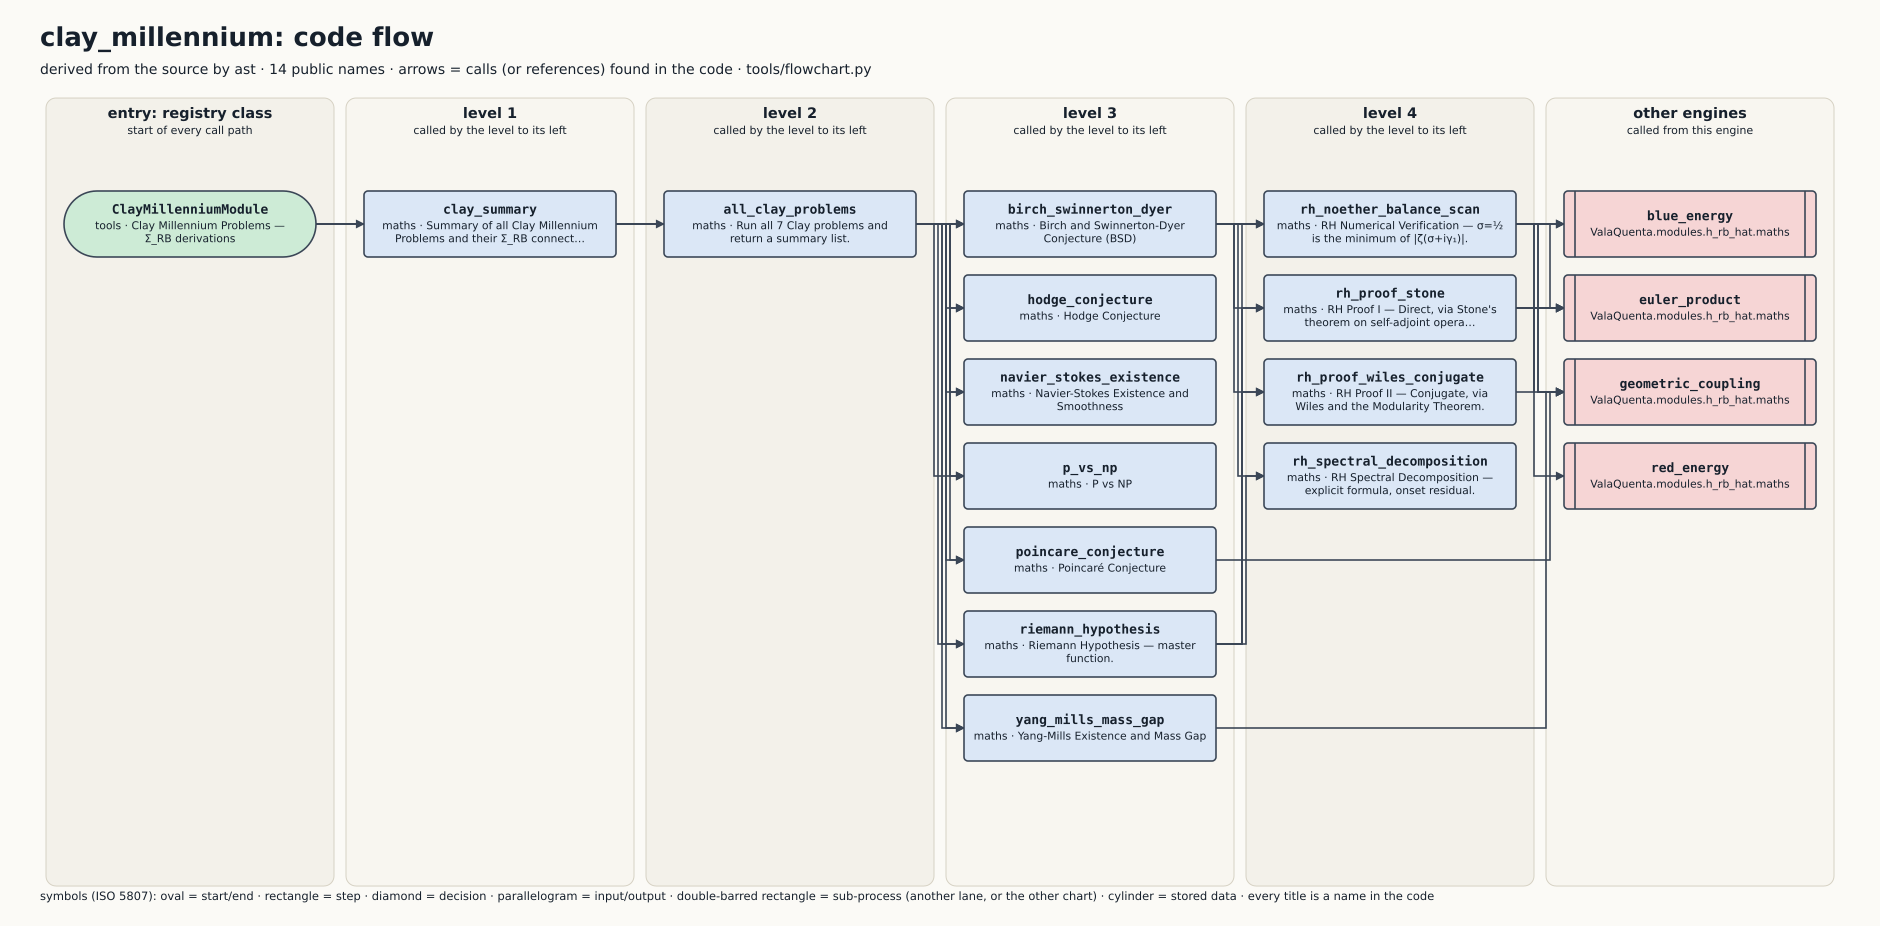 clay_millennium: code flow
derived from the source by ast · 14 public names · arrows = calls (or references) found in the code · tools/flowchart.py
entry: registry class
start of every call path
ClayMillenniumModule
tools · Clay Millennium Problems —
Σ_RB derivations
level 1
called by the level to its left
clay_summary
maths · Summary of all Clay Millennium
Problems and their Σ_RB connect…
level 2
called by the level to its left
all_clay_problems
maths · Run all 7 Clay problems and
return a summary list.
level 3
called by the level to its left
birch_swinnerton_dyer
maths · Birch and Swinnerton-Dyer
Conjecture (BSD)
hodge_conjecture
maths · Hodge Conjecture
navier_stokes_existence
maths · Navier-Stokes Existence and
Smoothness
p_vs_np
maths · P vs NP
poincare_conjecture
maths · Poincaré Conjecture
riemann_hypothesis
maths · Riemann Hypothesis — master
function.
yang_mills_mass_gap
maths · Yang-Mills Existence and Mass Gap
level 4
called by the level to its left
rh_noether_balance_scan
maths · RH Numerical Verification — σ=½
is the minimum of |ζ(σ+iγ₁)|.
rh_proof_stone
maths · RH Proof I — Direct, via Stone's
theorem on self-adjoint opera…
rh_proof_wiles_conjugate
maths · RH Proof II — Conjugate, via
Wiles and the Modularity Theorem.
rh_spectral_decomposition
maths · RH Spectral Decomposition —
explicit formula, onset residual.
other engines
called from this engine
blue_energy
ValaQuenta.modules.h_rb_hat.maths
euler_product
ValaQuenta.modules.h_rb_hat.maths
geometric_coupling
ValaQuenta.modules.h_rb_hat.maths
red_energy
ValaQuenta.modules.h_rb_hat.maths
symbols (ISO 5807): oval = start/end · rectangle = step · diamond = decision · parallelogram = input/output · double-barred rectangle = sub-process (another lane, or the other chart) · cylinder = stored data · every title is a name in the code